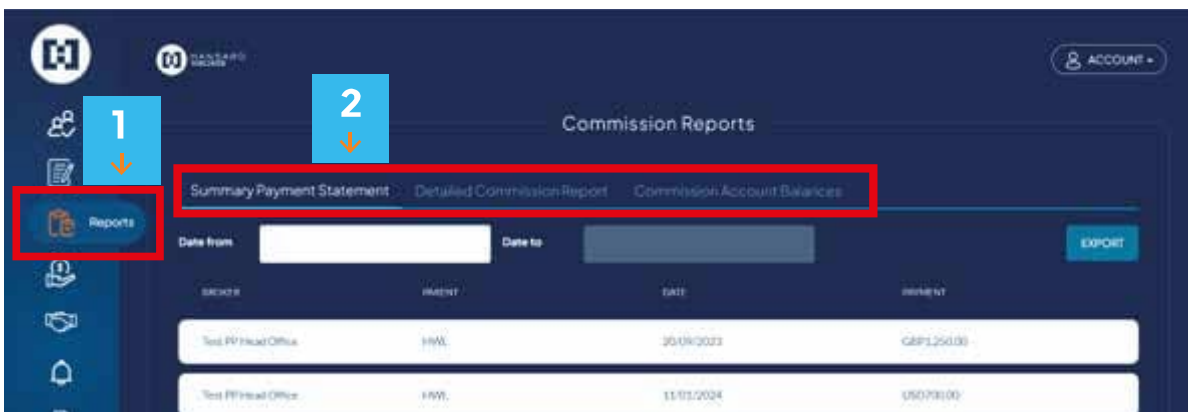 HANSARD
ACCOUNT
1
2
Commission Reports
Summary Payment Statement Detailed Commission Report Commission Account Balances
Reports
Date from Date to EXPORT
BROKER PARENT DATE PAYMENT
Test PP Head Office HWL 20/09/2023 GBP1,250.00
Test PP Head Office HWL 11/01/2024 USD700.00